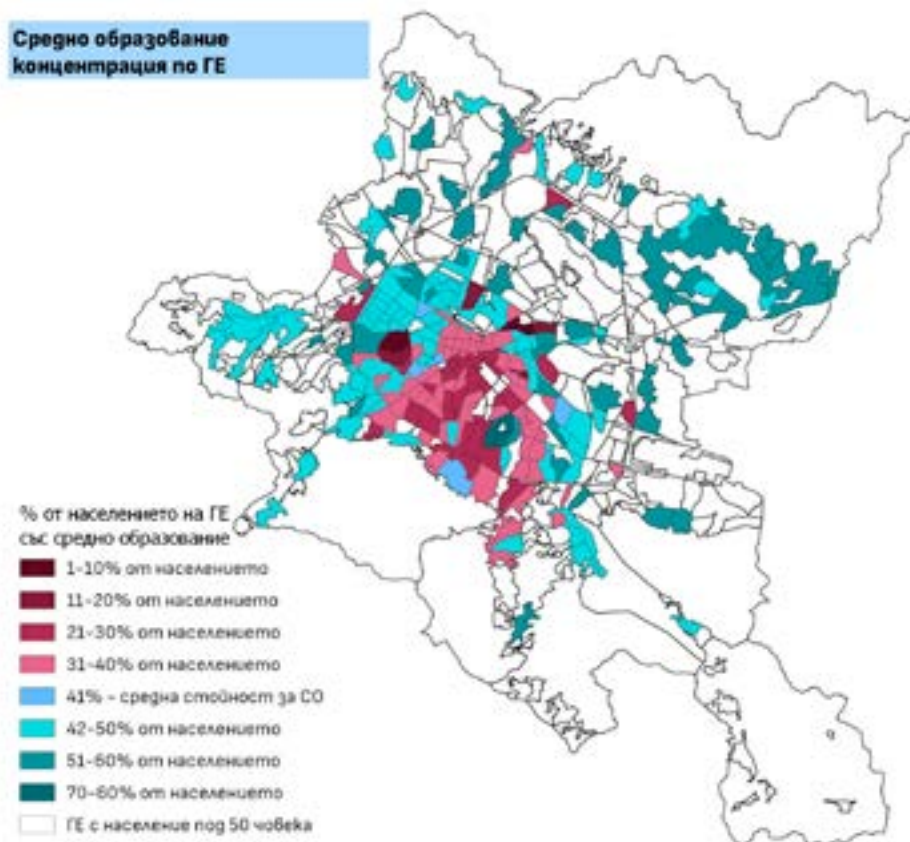 Средно образование
концентрация по ГЕ
% от населението на ГЕ
със средно образование
1-10% от населението
11-20% от населението
21-30% от населението
31-40% от населението
41% - средна стойност за СО
42-50% от населението
51-60% от населението
70-60% от населението
ГЕ с население под 50 човека